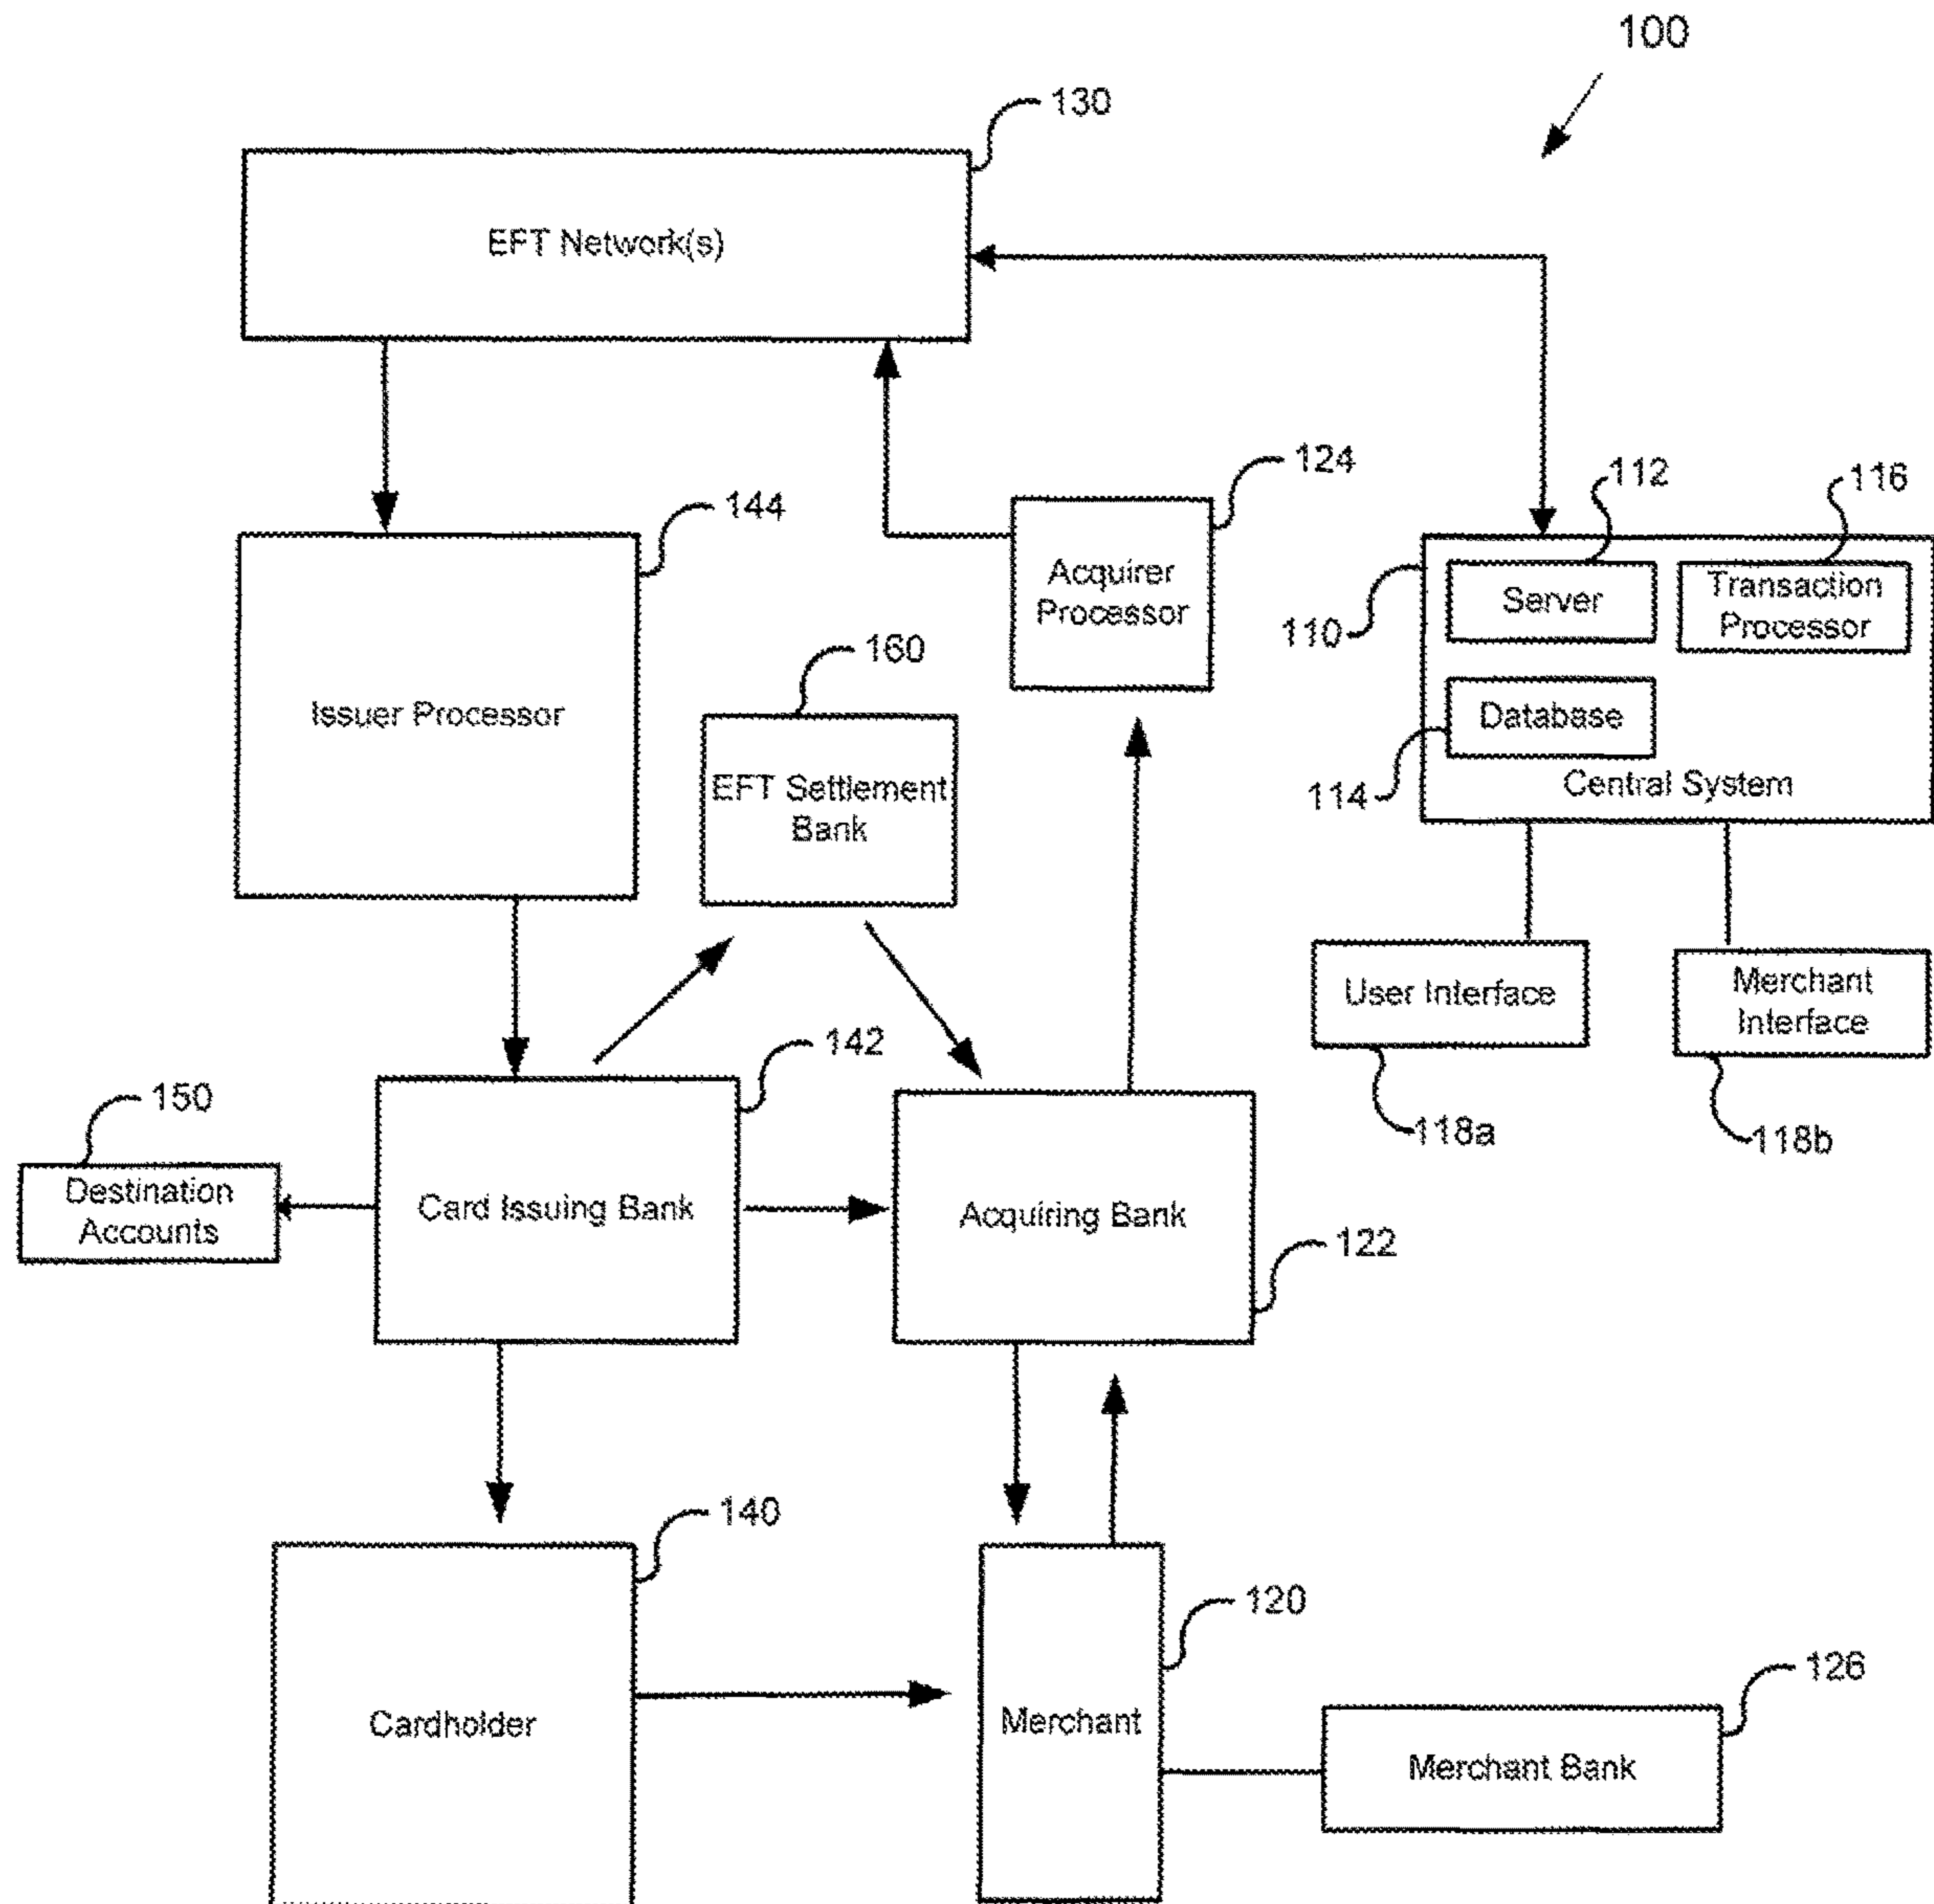 100
130
EFT Network(s)
124
112
116
144
Acquirer
Processor
Server
Transaction
Processor
110
160
Issuer Processor
Database
EFT Settlement
Bank
114
Central System
User Interface
Merchant
Interface
142
150
118a
118b
Destination
Accounts
Card Issuing Bank
Acquiring Bank
122
140
120
126
Cardholder
Merchant
Merchant Bank